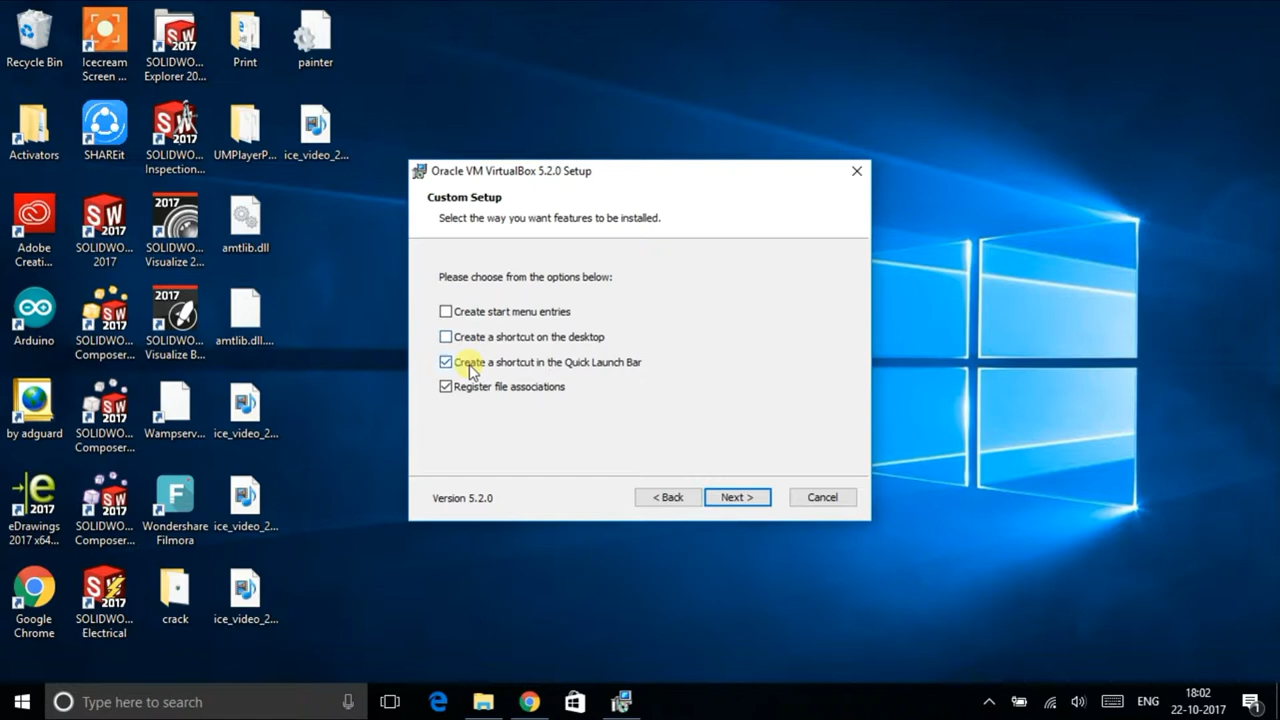 Recycle Bin
Icecream
Screen ...
SOLIDWO...
Explorer 20...
Print
painter
Activators
SHAREit
SOLIDWO...
Inspection...
UMPlayerP...
ice_video_2...
Adobe
Creati...
SOLIDWO...
2017
SOLIDWO...
Visualize 2...
amtlib.dll
Arduino
SOLIDWO...
Composer...
SOLIDWO...
Visualize B...
amtlib.dll....
by adguard
SOLIDWO...
Composer...
Wampserv...
ice_video_2...
eDrawings
2017 x64...
SOLIDWO...
Composer...
Wondershare
Filmora
ice_video_2...
Google
Chrome
SOLIDWO...
Electrical
crack
ice_video_2...
Oracle VM VirtualBox 5.2.0 Setup
Custom Setup
Select the way you want features to be installed.
Please choose from the options below:
Create start menu entries
Create a shortcut on the desktop
Create a shortcut in the Quick Launch Bar
Register file associations
Version 5.2.0
< Back
Next >
Cancel
Type here to search
ENG
18:02
22-10-2017
1